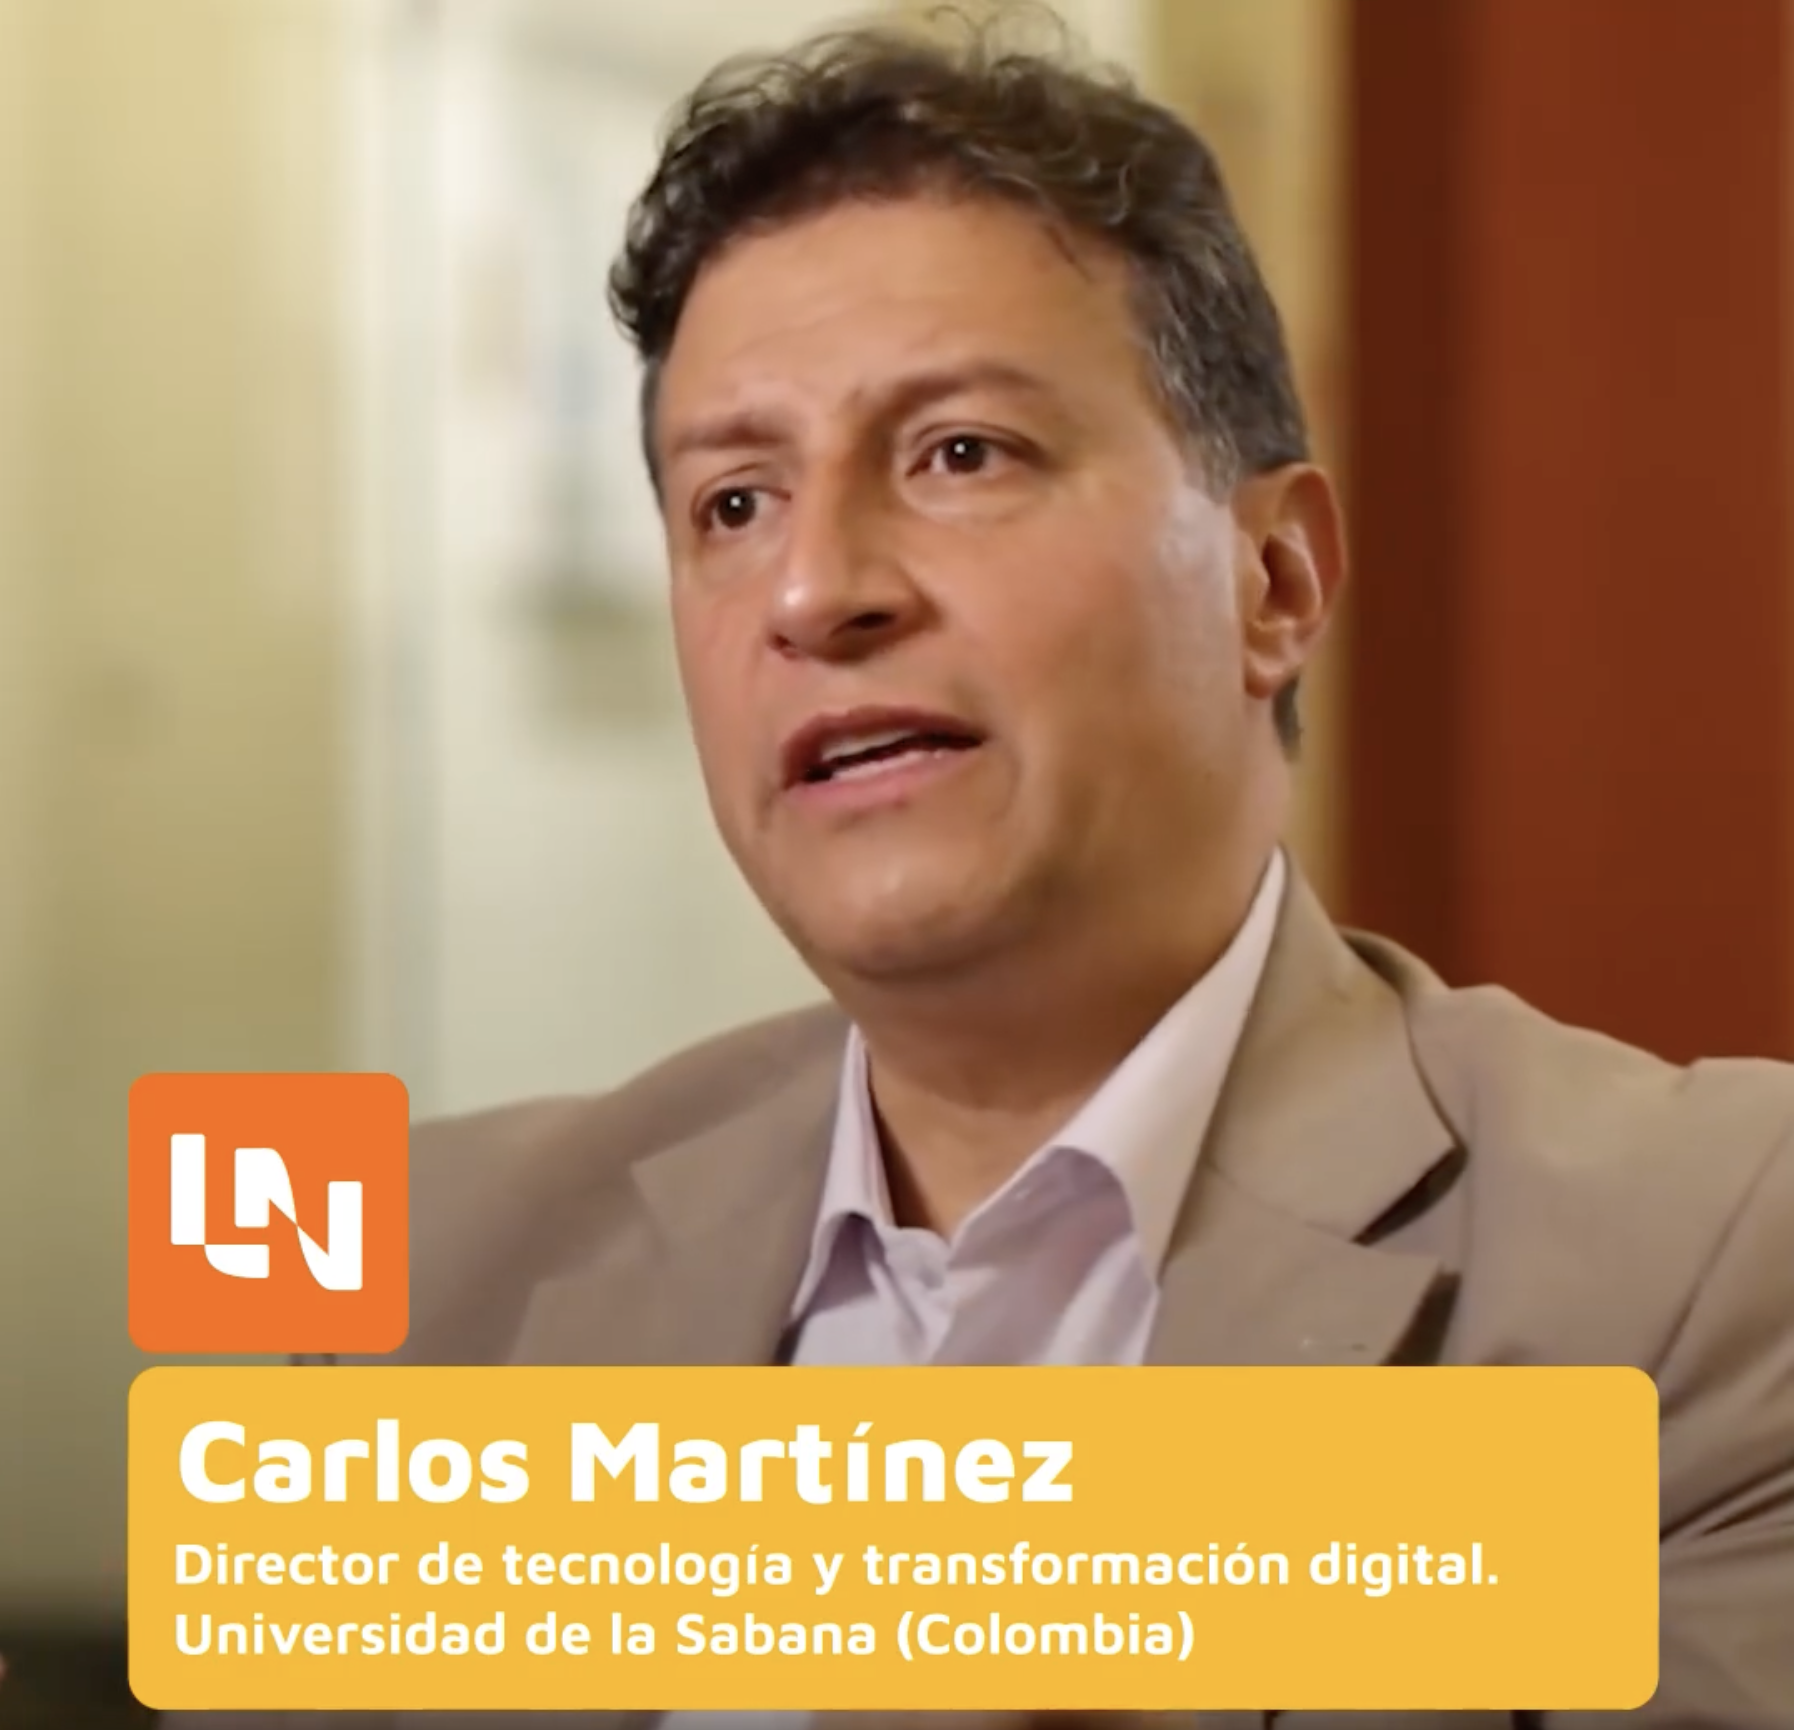 LN
Carlos Martínez
Director de tecnología y transformación digital.
Universidad de la Sabana (Colombia)